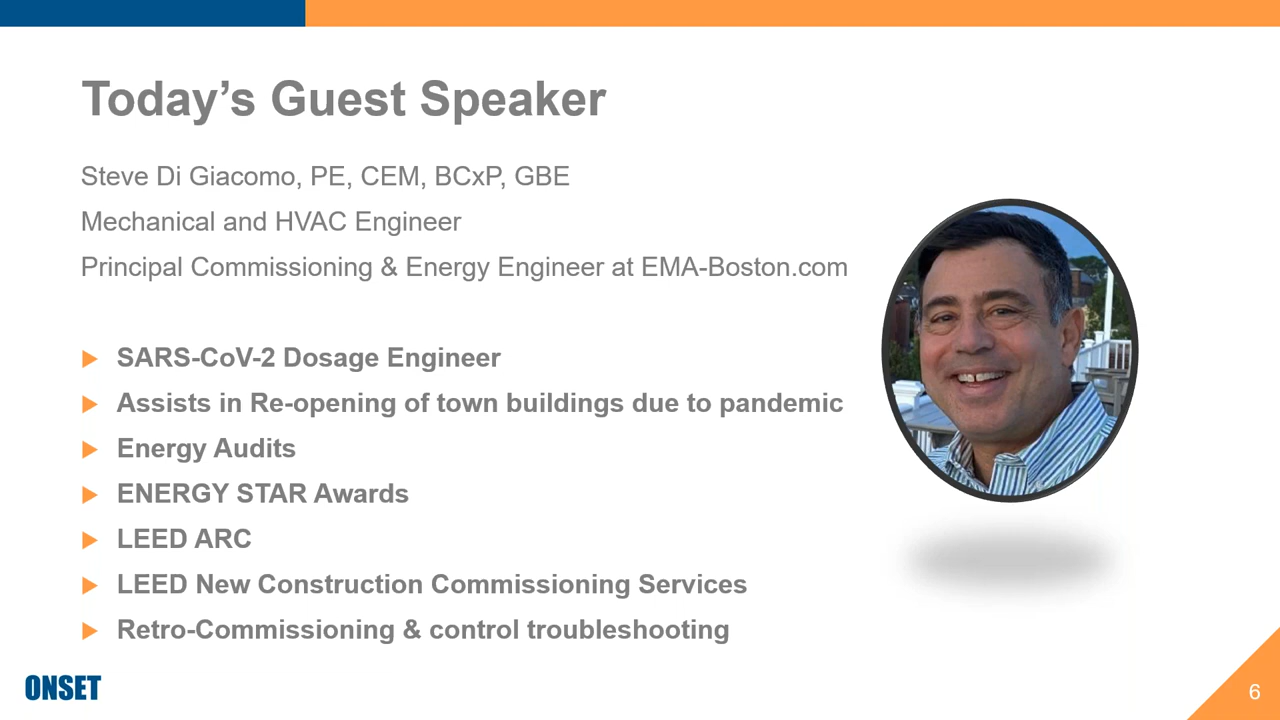 Today’s Guest Speaker
Steve Di Giacomo, PE, CEM, BCxP, GBE
Mechanical and HVAC Engineer
Principal Commissioning & Energy Engineer at EMA-Boston.com
SARS-CoV-2 Dosage Engineer
Assists in Re-opening of town buildings due to pandemic
Energy Audits
ENERGY STAR Awards
LEED ARC
LEED New Construction Commissioning Services
Retro-Commissioning & control troubleshooting
ONSET
6